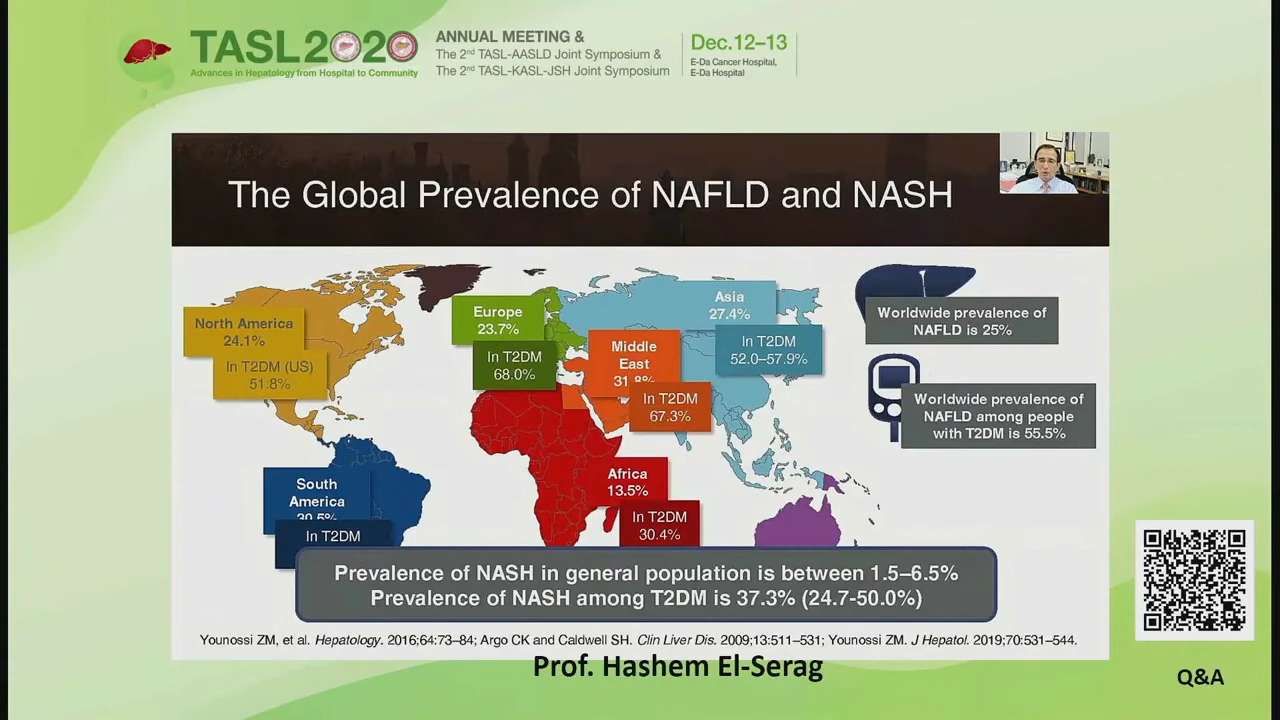 TASL 2020
Advances in Hepatology from Hospital to Community
ANNUAL MEETING &
The 2nd TASL-AASLD Joint Symposium &
The 2nd TASL-KASL-JSH Joint Symposium
Dec.12–13
E-Da Cancer Hospital,
E-Da Hospital
The Global Prevalence of NAFLD and NASH
North America
24.1%
In T2DM (US)
51.8%
Europe
23.7%
In T2DM
68.0%
Middle
East
31.8%
In T2DM
67.3%
Asia
27.4%
In T2DM
52.0–57.9%
Worldwide prevalence of
NAFLD is 25%
Worldwide prevalence of
NAFLD among people
with T2DM is 55.5%
South
America
30.5%
In T2DM
Africa
13.5%
In T2DM
30.4%
Prevalence of NASH in general population is between 1.5–6.5%
Prevalence of NASH among T2DM is 37.3% (24.7-50.0%)
Younossi ZM, et al. Hepatology. 2016;64:73–84; Argo CK and Caldwell SH. Clin Liver Dis. 2009;13:511–531; Younossi ZM. J Hepatol. 2019;70:531–544.
Prof. Hashem El-Serag
Q&A